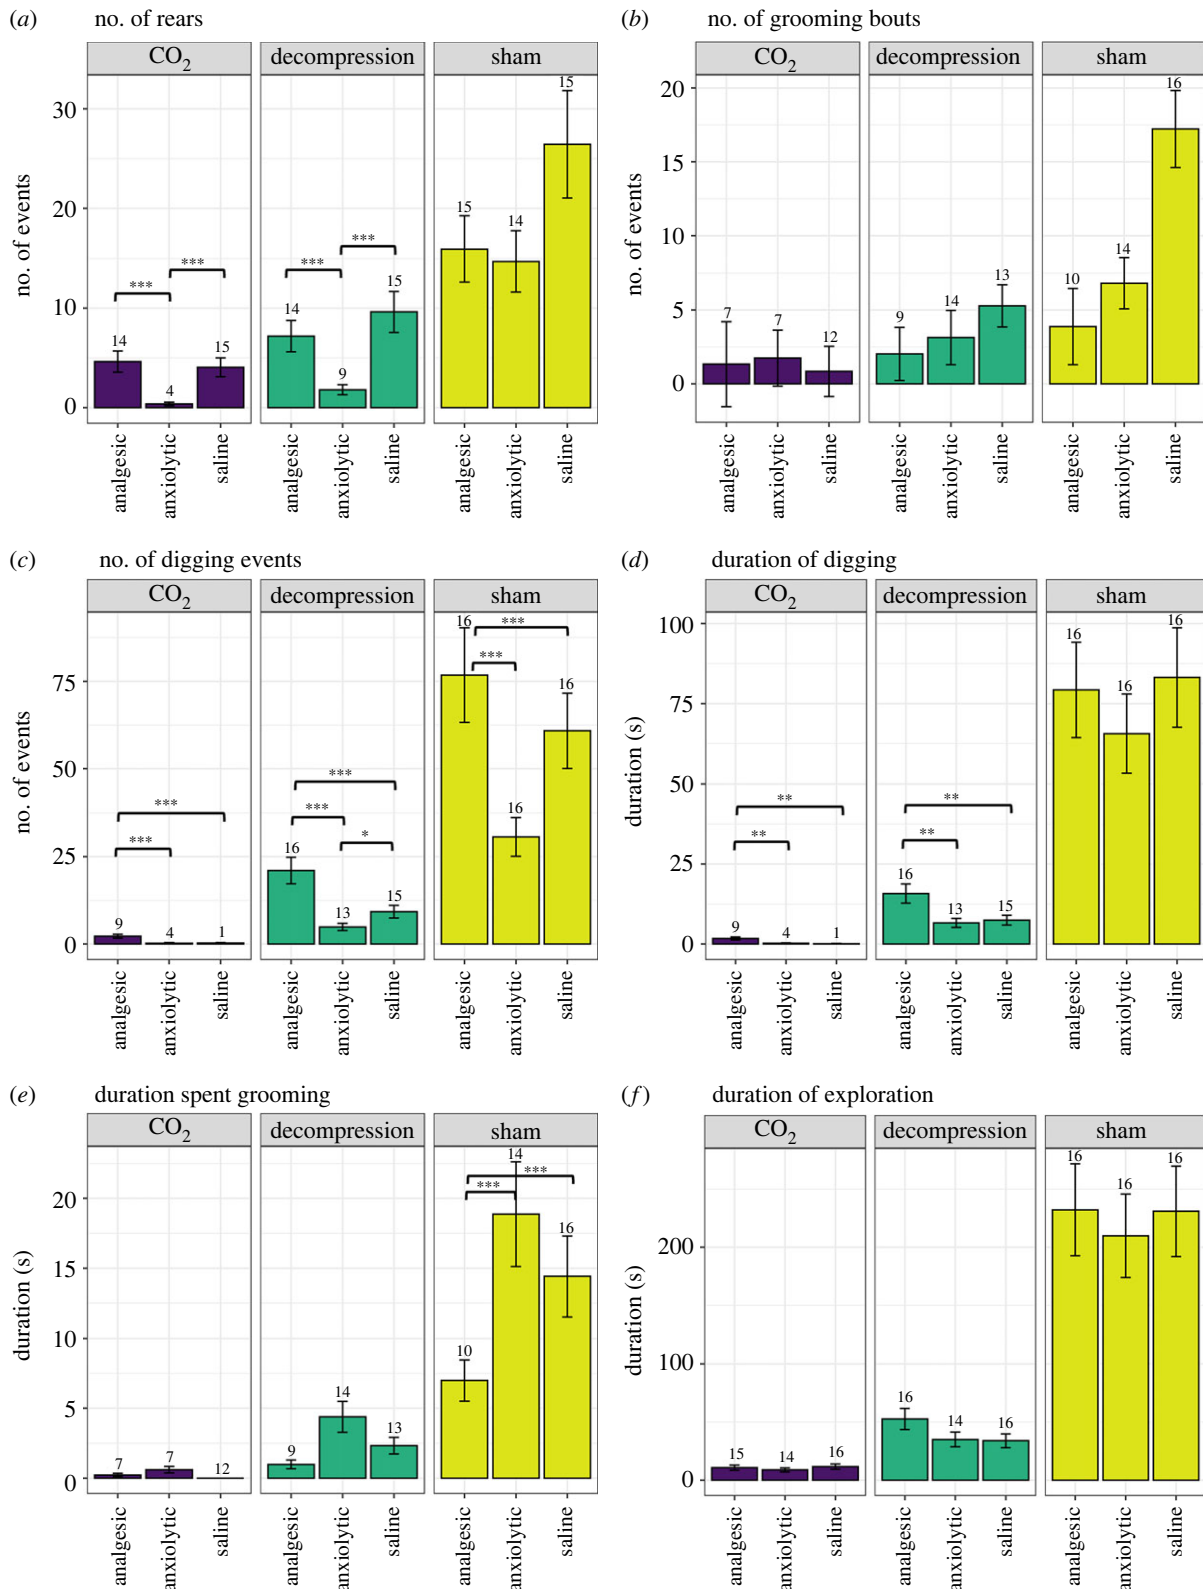 (a) no. of rears
CO2 decompression sham
no. of events
30
20
10
0
14 4 15
*** ***
14 9 15
*** ***
15 14 15
analgesic anxiolytic saline analgesic anxiolytic saline analgesic anxiolytic saline
(b) no. of grooming bouts
CO2 decompression sham
no. of events
20
15
10
5
0
7 7 12
9 14 13
10 14 16
analgesic anxiolytic saline analgesic anxiolytic saline analgesic anxiolytic saline
(c) no. of digging events
CO2 decompression sham
no. of events
75
50
25
0
*** ***
9 4 1
*** *** *
16 13 15
*** ***
16 16 16
analgesic anxiolytic saline analgesic anxiolytic saline analgesic anxiolytic saline
(d) duration of digging
CO2 decompression sham
duration (s)
100
75
50
25
0
** **
9 4 1
** **
16 13 15
16 16 16
analgesic anxiolytic saline analgesic anxiolytic saline analgesic anxiolytic saline
(e) duration spent grooming
CO2 decompression sham
duration (s)
20
15
10
5
0
7 7 12
9 14 13
*** ***
10 14 16
analgesic anxiolytic saline analgesic anxiolytic saline analgesic anxiolytic saline
(f) duration of exploration
CO2 decompression sham
duration (s)
200
100
0
15 14 16
16 14 16
16 16 16
analgesic anxiolytic saline analgesic anxiolytic saline analgesic anxiolytic saline